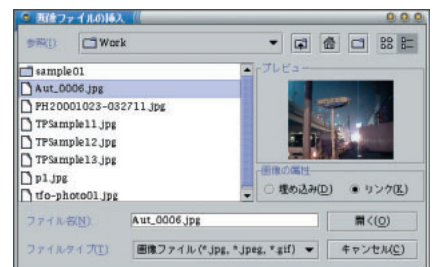 画像ファイルの挿入
参照(I): Work
sample01
Aut_0006.jpg
PH20001023-032711.jpg
TPSample11.jpg
TPSample12.jpg
TPSample13.jpg
p1.jpg
tfo-photo01.jpg
プレビュー
画像の属性
埋め込み(D) リンク(K)
ファイル名(N): Aut_0006.jpg 開く(O)
ファイルタイプ(T): 画像ファイル (*.jpg, *.jpeg, *.gif) キャンセル(C)